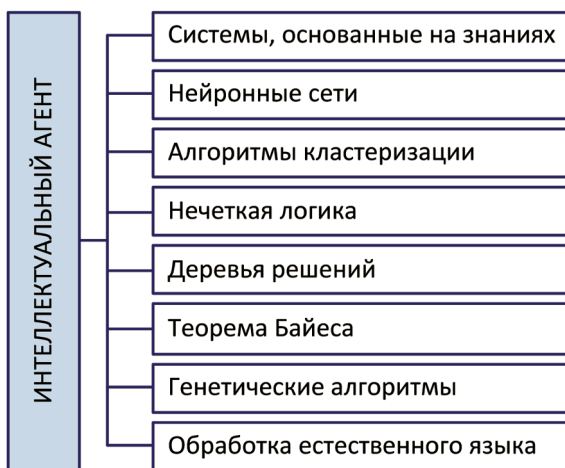 ИНТЕЛЛЕКТУАЛЬНЫЙ АГЕНТ
Системы, основанные на знаниях
Нейронные сети
Алгоритмы кластеризации
Нечеткая логика
Деревья решений
Теорема Байеса
Генетические алгоритмы
Обработка естественного языка